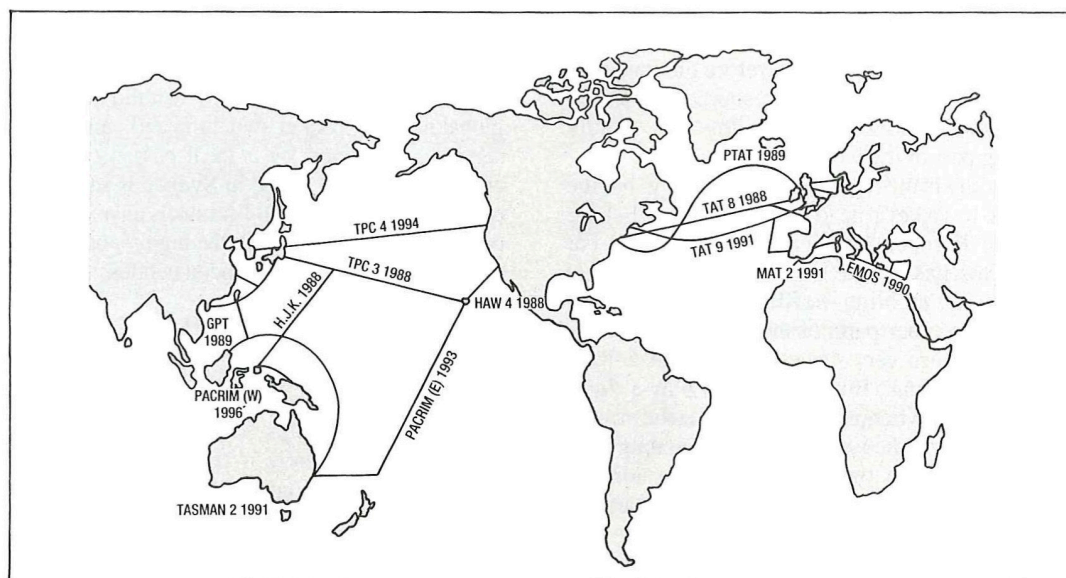 PTAT 1989
TAT 8 1988
TAT 9 1991
MAT 2 1991
EMOS 1990
TPC 4 1994
TPC 3 1988
H.J.K. 1988
HAW 4 1988
GPT
1989
PACRIM (W)
1996
PACRIM (E) 1993
TASMAN 2 1991